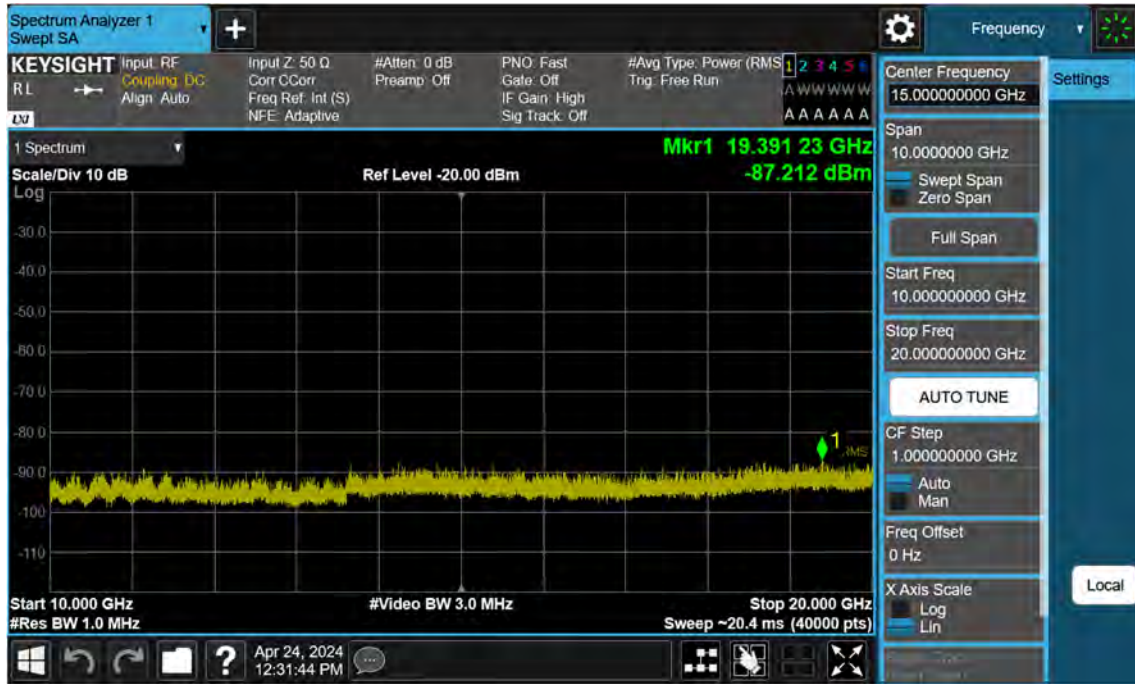 Spectrum Analyzer 1
Swept SA
Frequency
KEYSIGHT
R L
LXI
Input: RF
Coupling: DC
Align: Auto
Input Z: 50 Ω
Corr CCorr
Freq Ref: Int (S)
NFE: Adaptive
#Atten: 0 dB
Preamp: Off
PNO: Fast
Gate: Off
IF Gain: High
Sig Track: Off
#Avg Type: Power (RMS
Trig: Free Run
1 2 3 4 5 6
A W W W W W
A A A A A A
1 Spectrum
Mkr1 19.391 23 GHz
Scale/Div 10 dB
Ref Level -20.00 dBm
-87.212 dBm
Log
-30.0
-40.0
-50.0
-60.0
-70.0
-80.0
1
RMS
-90.0
-100
-110
Start 10.000 GHz
#Video BW 3.0 MHz
Stop 20.000 GHz
#Res BW 1.0 MHz
Sweep ~20.4 ms (40000 pts)
Center Frequency
15.000000000 GHz
Settings
Span
10.0000000 GHz
Swept Span
Zero Span
Full Span
Start Freq
10.000000000 GHz
Stop Freq
20.000000000 GHz
AUTO TUNE
CF Step
1.000000000 GHz
Auto
Man
Freq Offset
0 Hz
X Axis Scale
Log
Lin
Local
?
Apr 24, 2024
12:31:44 PM